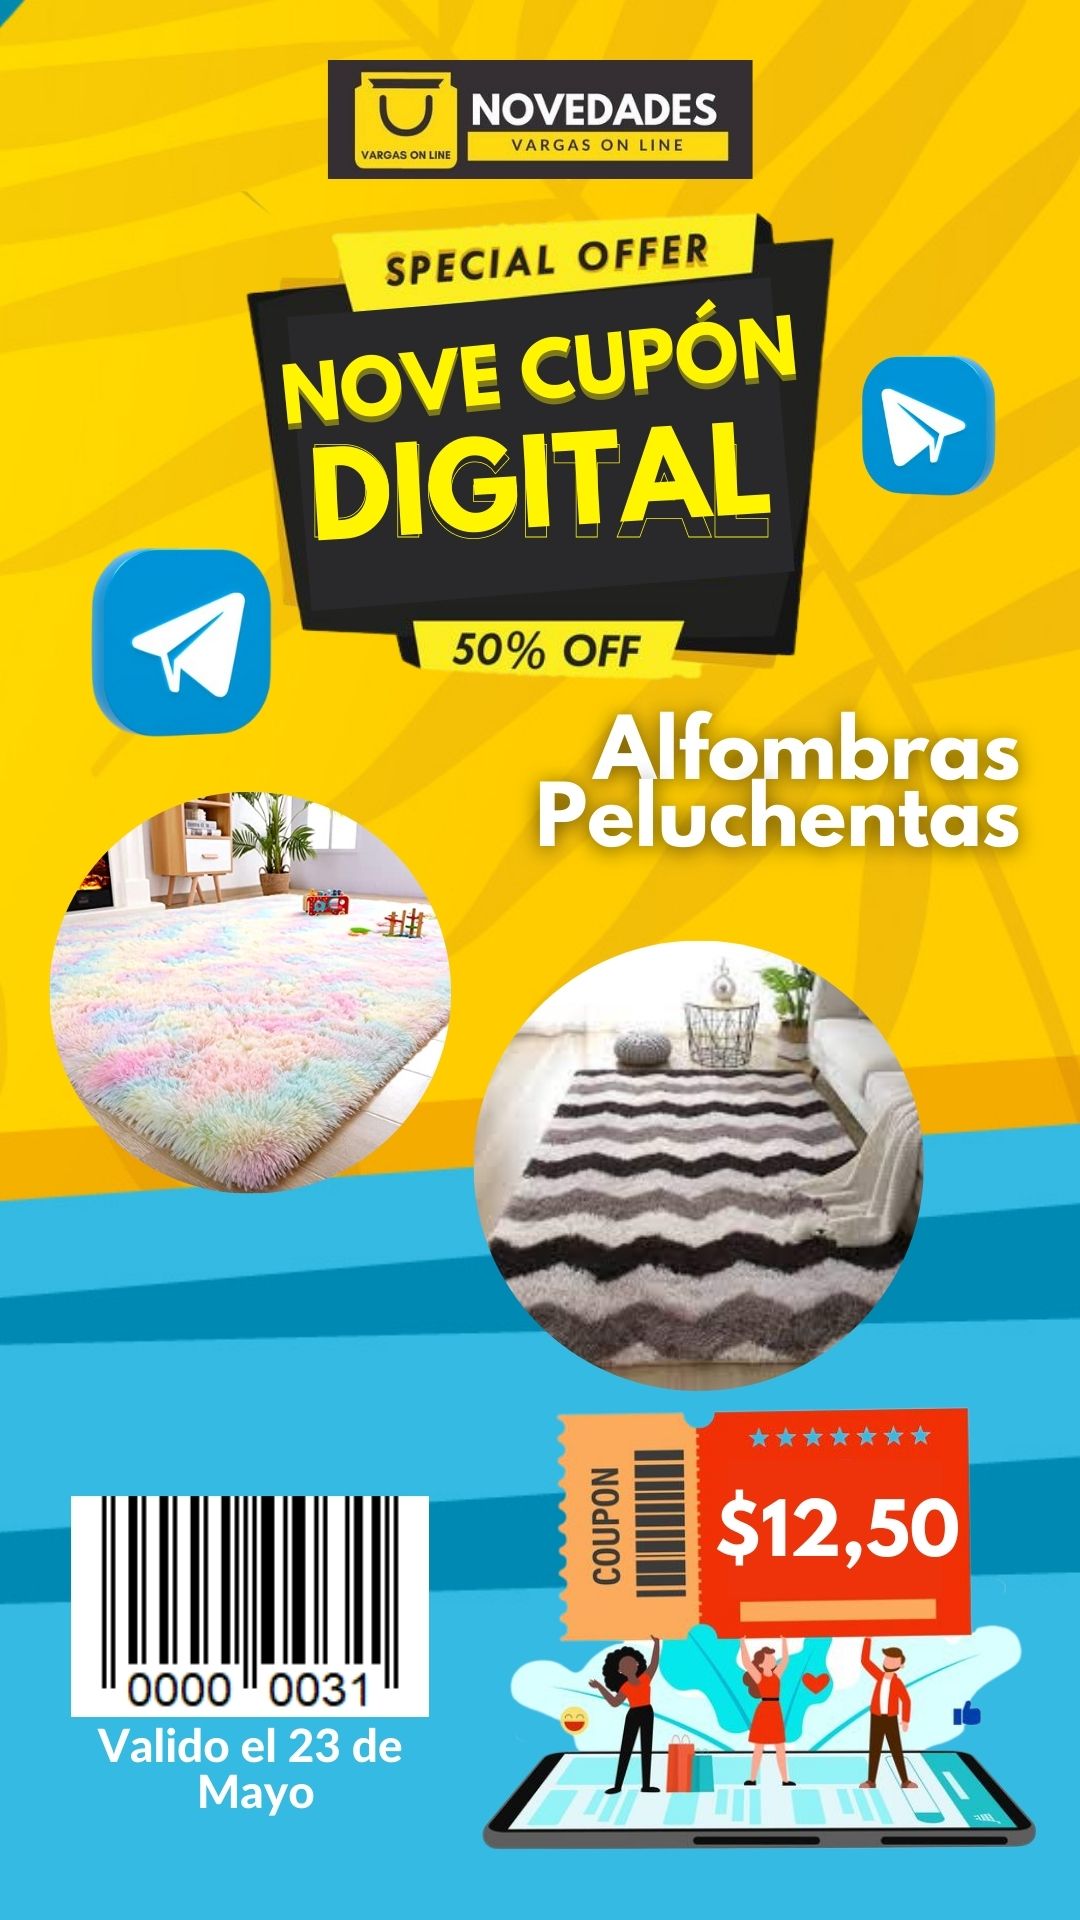 VARGAS ON LINE
NOVEDADES
VARGAS ON LINE
SPECIAL OFFER
NOVE CUPÓN
DIGITAL
50% OFF
Alfombras
Peluchentas
COUPON
$12,50
0000 0031
Valido el 23 de
Mayo